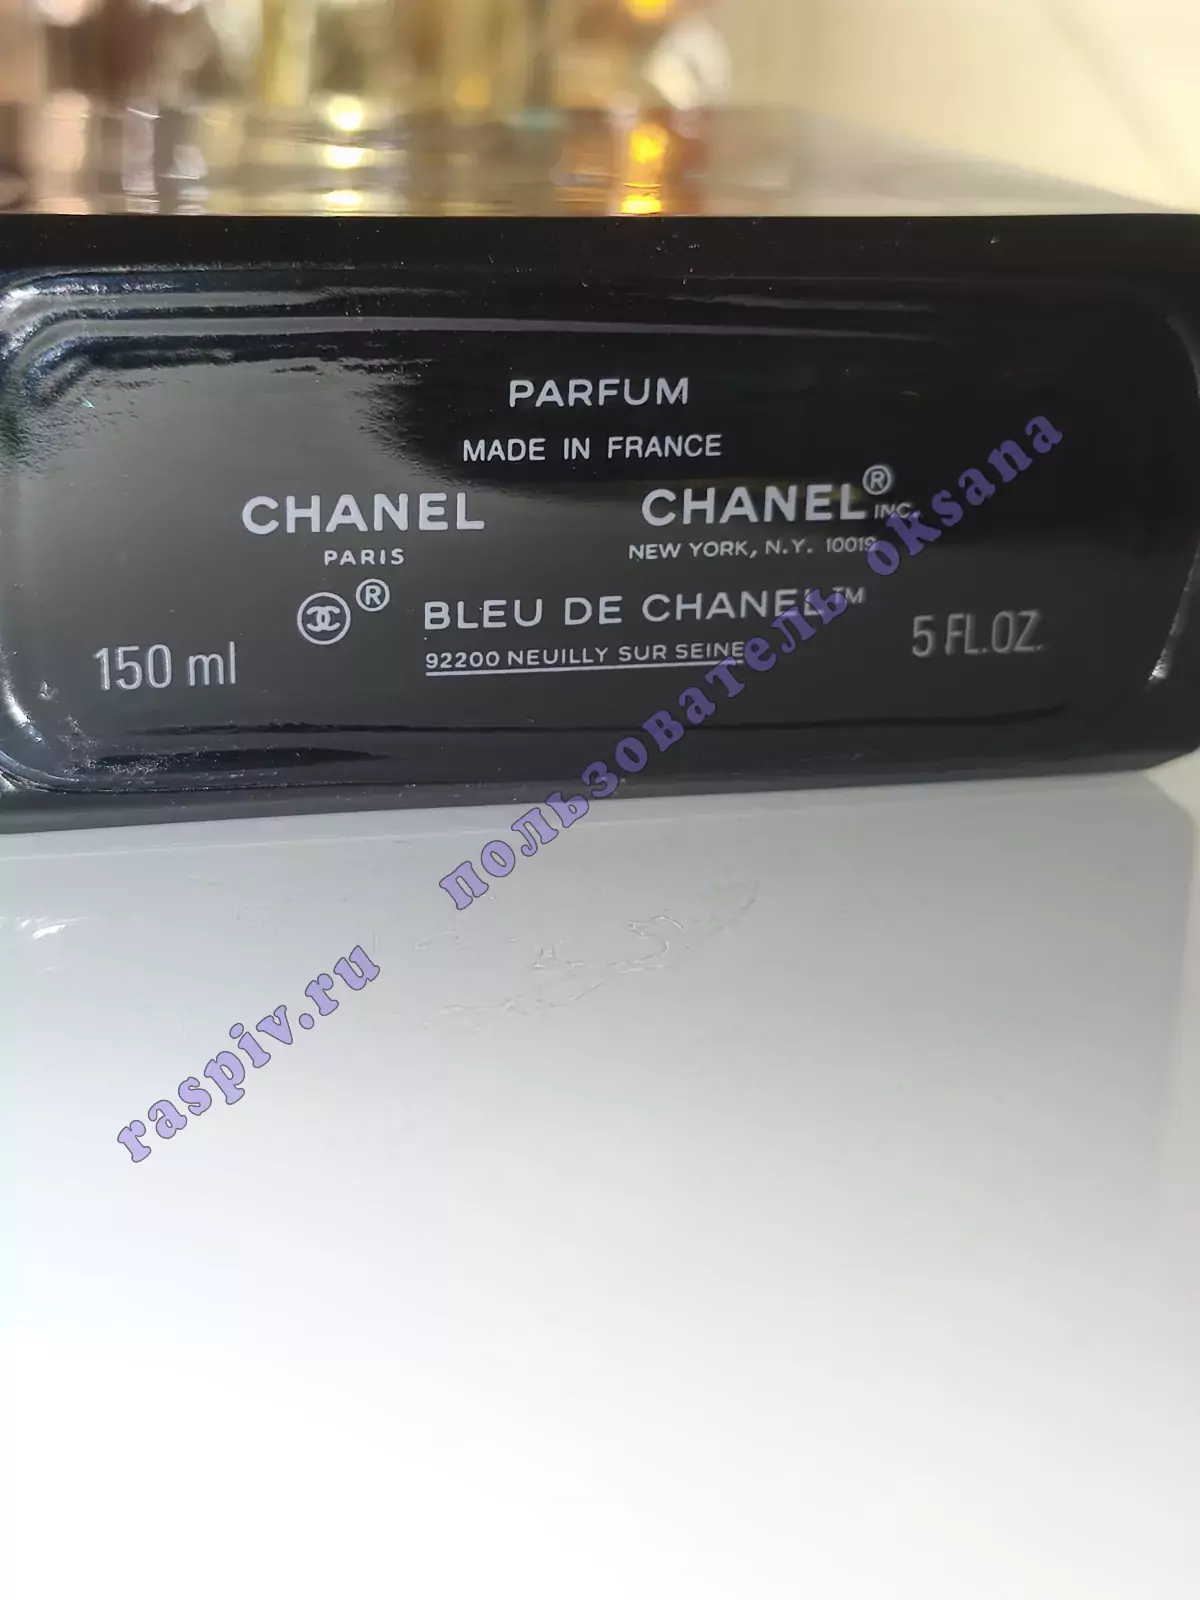 PARFUM
MADE IN FRANCE
CHANEL
PARIS
CHANEL® INC.
NEW YORK, N.Y. 10019
®
BLEU DE CHANEL™
92200 NEUILLY SUR SEINE
150 ml
5 FL.OZ.
raspiv.ru пользователь oksana